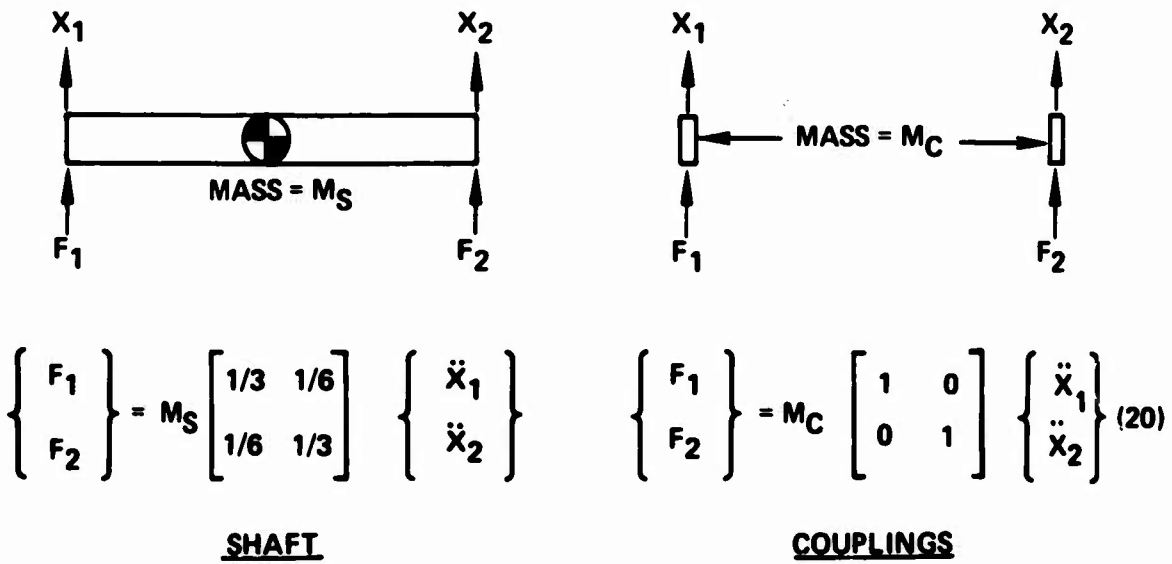 X1 X2 X1 X2
MASS = MC
MASS = MS
F1 F2 F1 F2
{ F1 } = MS [ 1/3 1/6 ] { Ẍ1 } { F1 } = MC [ 1 0 ] { Ẍ1 } (20)
{ F2 } [ 1/6 1/3 ] { Ẍ2 } { F2 } [ 0 1 ] { Ẍ2 }
SHAFT COUPLINGS